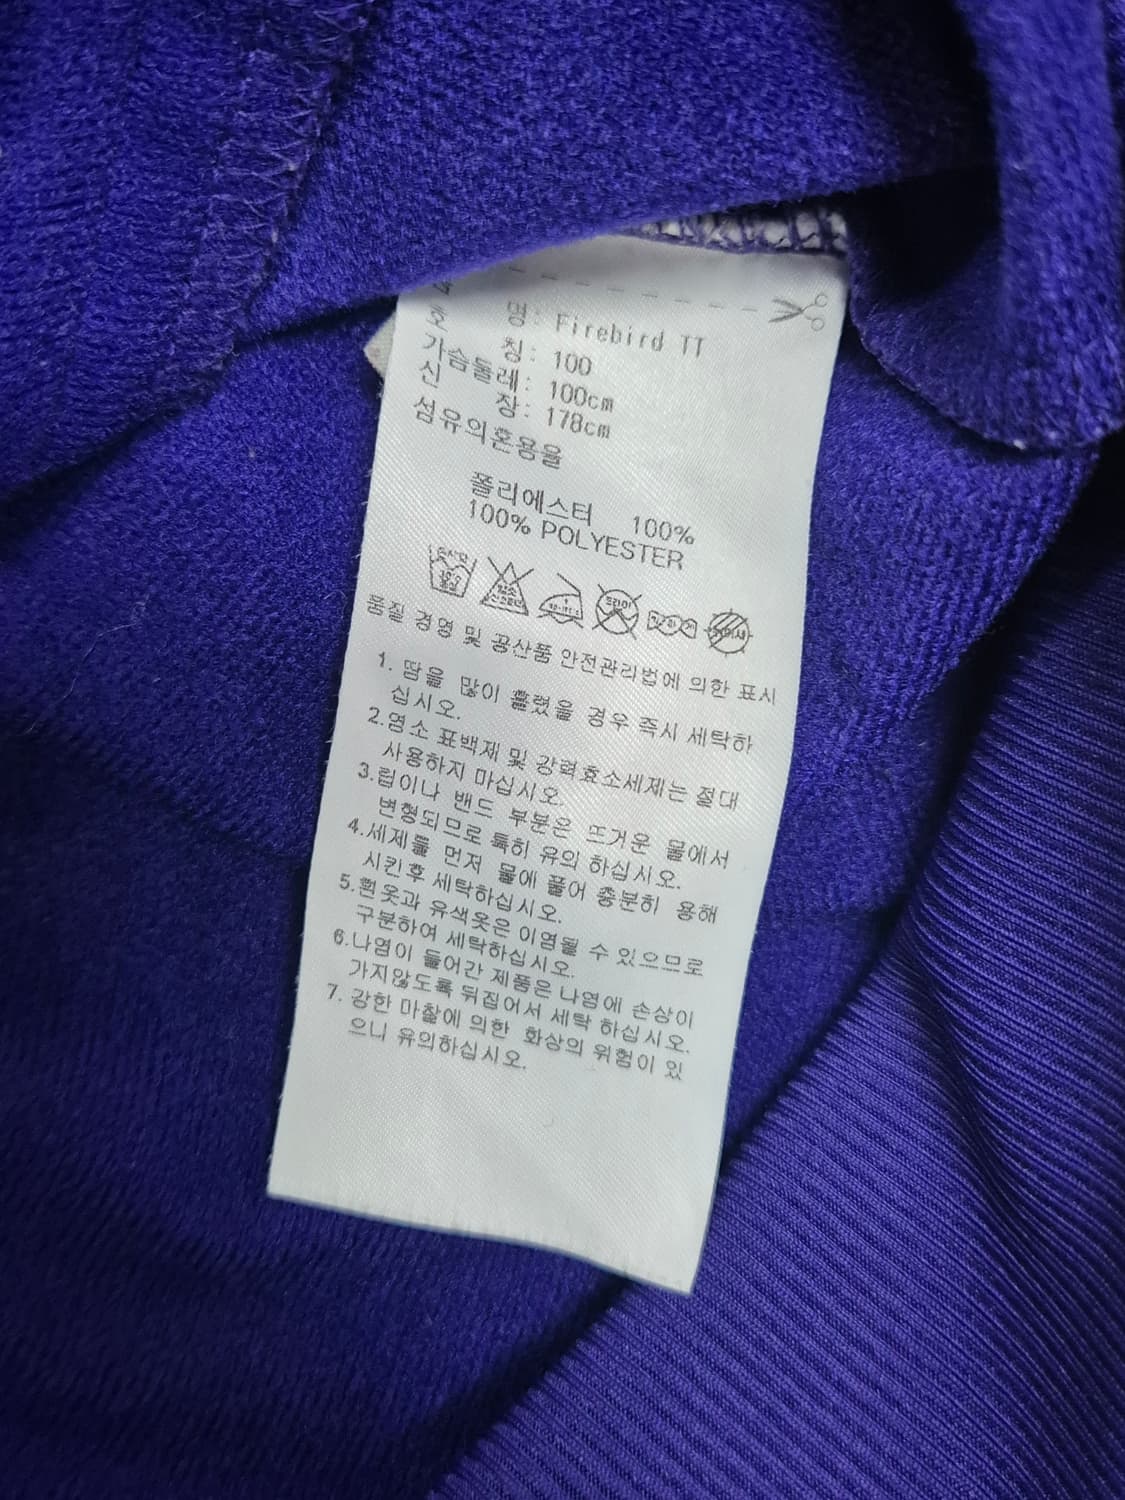 명: Firebird TT
호 칭: 100
가슴둘레: 100cm
신 장: 178cm
섬유의혼용율
폴리에스터 100%
100% POLYESTER
염소
드라이
품질 경영 및 공산품 안전관리법에 의한 표시
1. 땀을 많이 흘렸을 경우 즉시 세탁하
십시오.
2.염소 표백제 및 강력효소세제는 절대
사용하지 마십시오.
3.립이나 밴드 부분은 뜨거운 물에서
변형되므로 특히 유의 하십시오.
4.세제를 먼저 물에 풀어 충분히 용해
시킨후 세탁하십시오.
5.흰옷과 유색옷은 이염될 수 있으므로
구분하여 세탁하십시오.
6.나염이 들어간 제품은 나염에 손상이
가지않도록 뒤집어서 세탁 하십시오.
7. 강한 마찰에 의한 화상의 위험이 있
으니 유의하십시오.